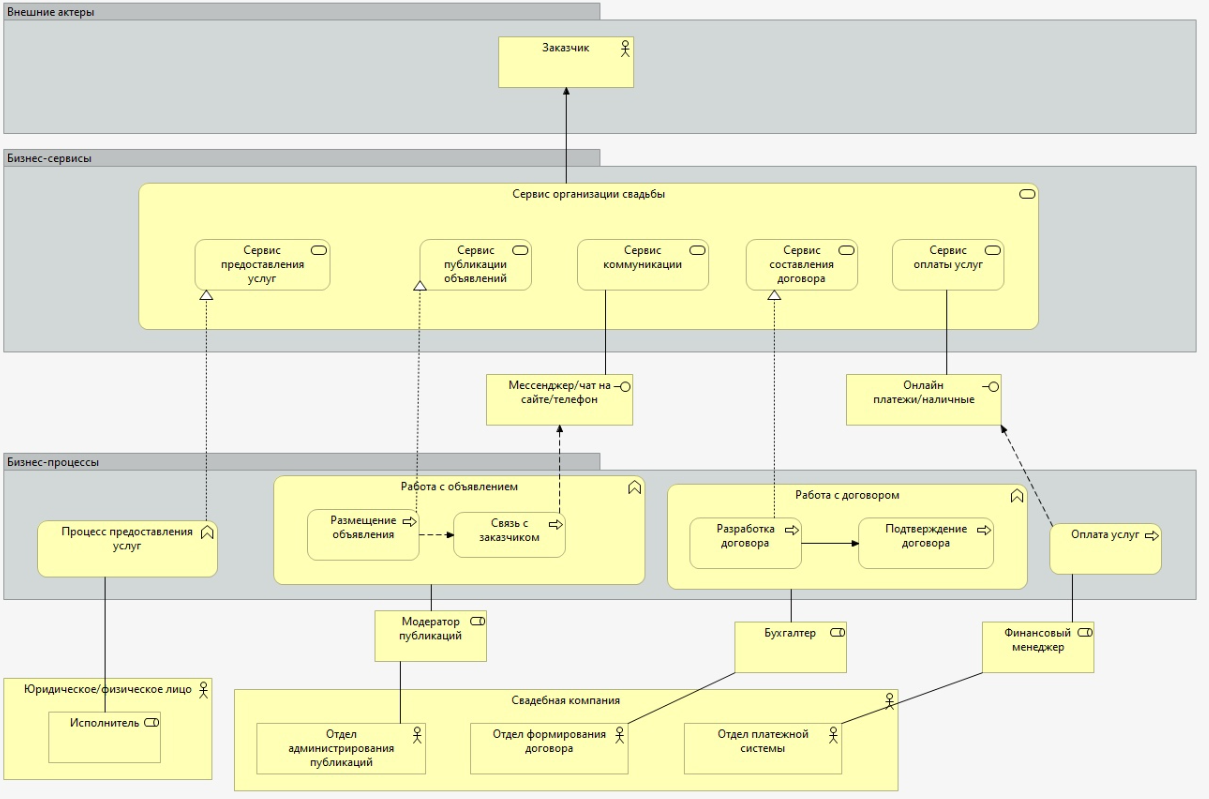 Внешние актеры
Заказчик
Бизнес-сервисы
Сервис организации свадьбы
Сервис
предоставления
услуг
Сервис
публикации
объявлений
Сервис
коммуникации
Сервис
составления
договора
Сервис
оплаты услуг
Мессенджер/чат на
сайте/телефон
Онлайн
платежи/наличные
Бизнес-процессы
Процесс предоставления
услуг
Работа с объявлением
Размещение
объявления
Связь с
заказчиком
Работа с договором
Разработка
договора
Подтверждение
договора
Оплата услуг
Модератор
публикаций
Бухгалтер
Финансовый
менеджер
Юридическое/физическое лицо
Исполнитель
Свадебная компания
Отдел
администрирования
публикаций
Отдел формирования
договора
Отдел платежной
системы